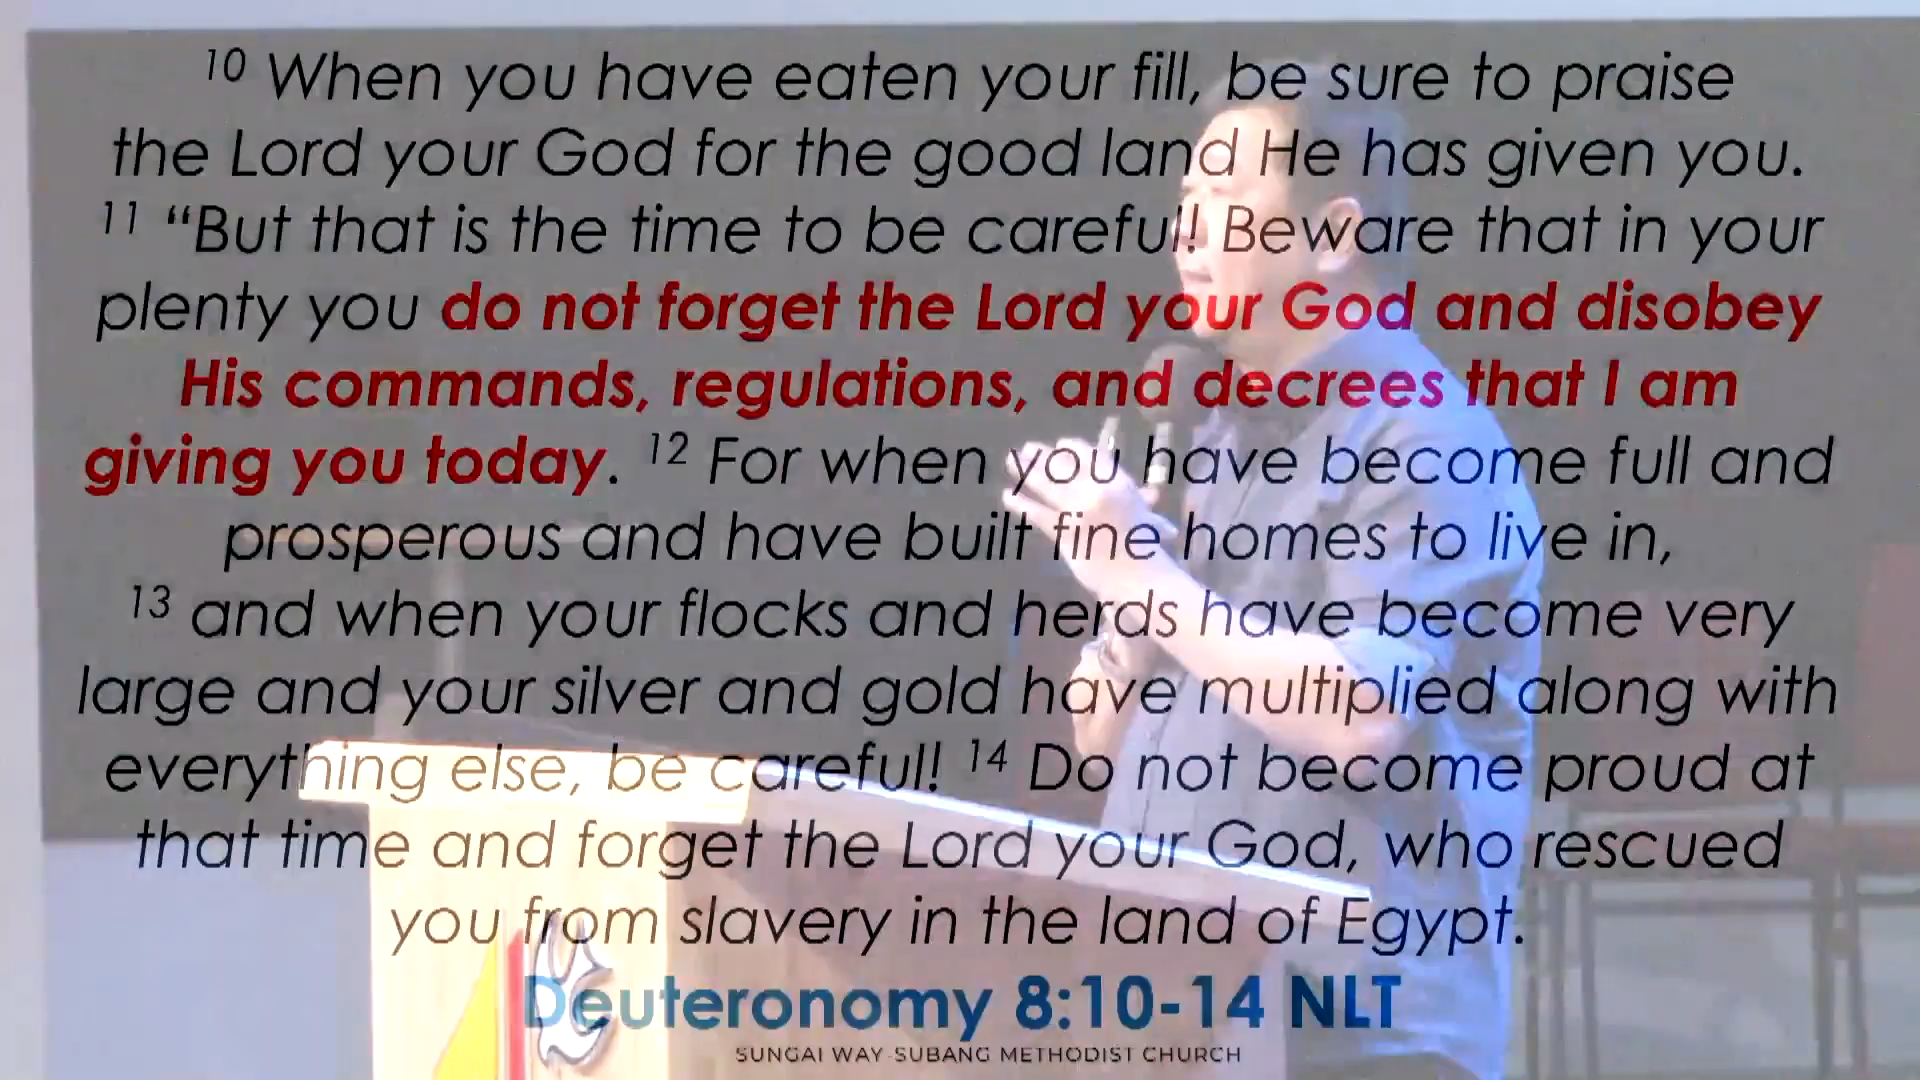 10 When you have eaten your fill, be sure to praise
the Lord your God for the good land He has given you.
11 “But that is the time to be careful! Beware that in your
plenty you do not forget the Lord your God and disobey
His commands, regulations, and decrees that I am
giving you today. 12 For when you have become full and
prosperous and have built fine homes to live in,
13 and when your flocks and herds have become very
large and your silver and gold have multiplied along with
everything else, be careful! 14 Do not become proud at
that time and forget the Lord your God, who rescued
you from slavery in the land of Egypt.
Deuteronomy 8:10-14 NLT
SUNGAI WAY-SUBANG METHODIST CHURCH